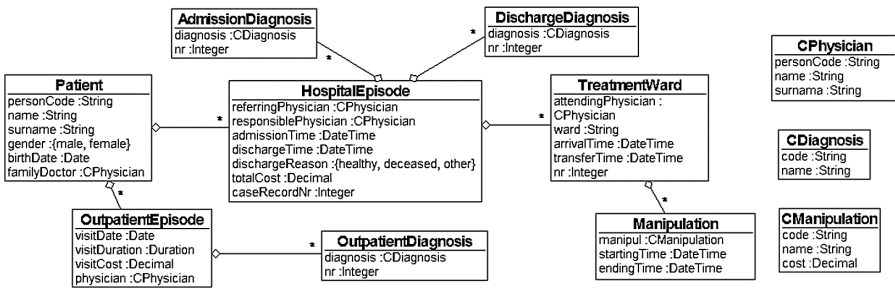 AdmissionDiagnosis
diagnosis :CDiagnosis
nr :Integer
*
DischargeDiagnosis
diagnosis :CDiagnosis
nr :Integer
*
CPhysician
personCode :String
name :String
surnama :String
Patient
personCode :String
name :String
surname :String
gender :{male, female}
birthDate :Date
familyDoctor :CPhysician
*
HospitalEpisode
referringPhysician :CPhysician
responsiblePhysician :CPhysician
admissionTime :DateTime
dischargeTime :DateTime
dischargeReason :{healthy, deceased, other}
totalCost :Decimal
caseRecordNr :Integer
*
TreatmentWard
attendingPhysician :
CPhysician
ward :String
arrivalTime :DateTime
transferTime :DateTime
nr :Integer
CDiagnosis
code :String
name :String
*
OutpatientEpisode
visitDate :Date
visitDuration :Duration
visitCost :Decimal
physician :CPhysician
*
OutpatientDiagnosis
diagnosis :CDiagnosis
nr :Integer
*
Manipulation
manipul :CManipulation
startingTime :DateTime
endingTime :DateTime
CManipulation
code :String
name :String
cost :Decimal